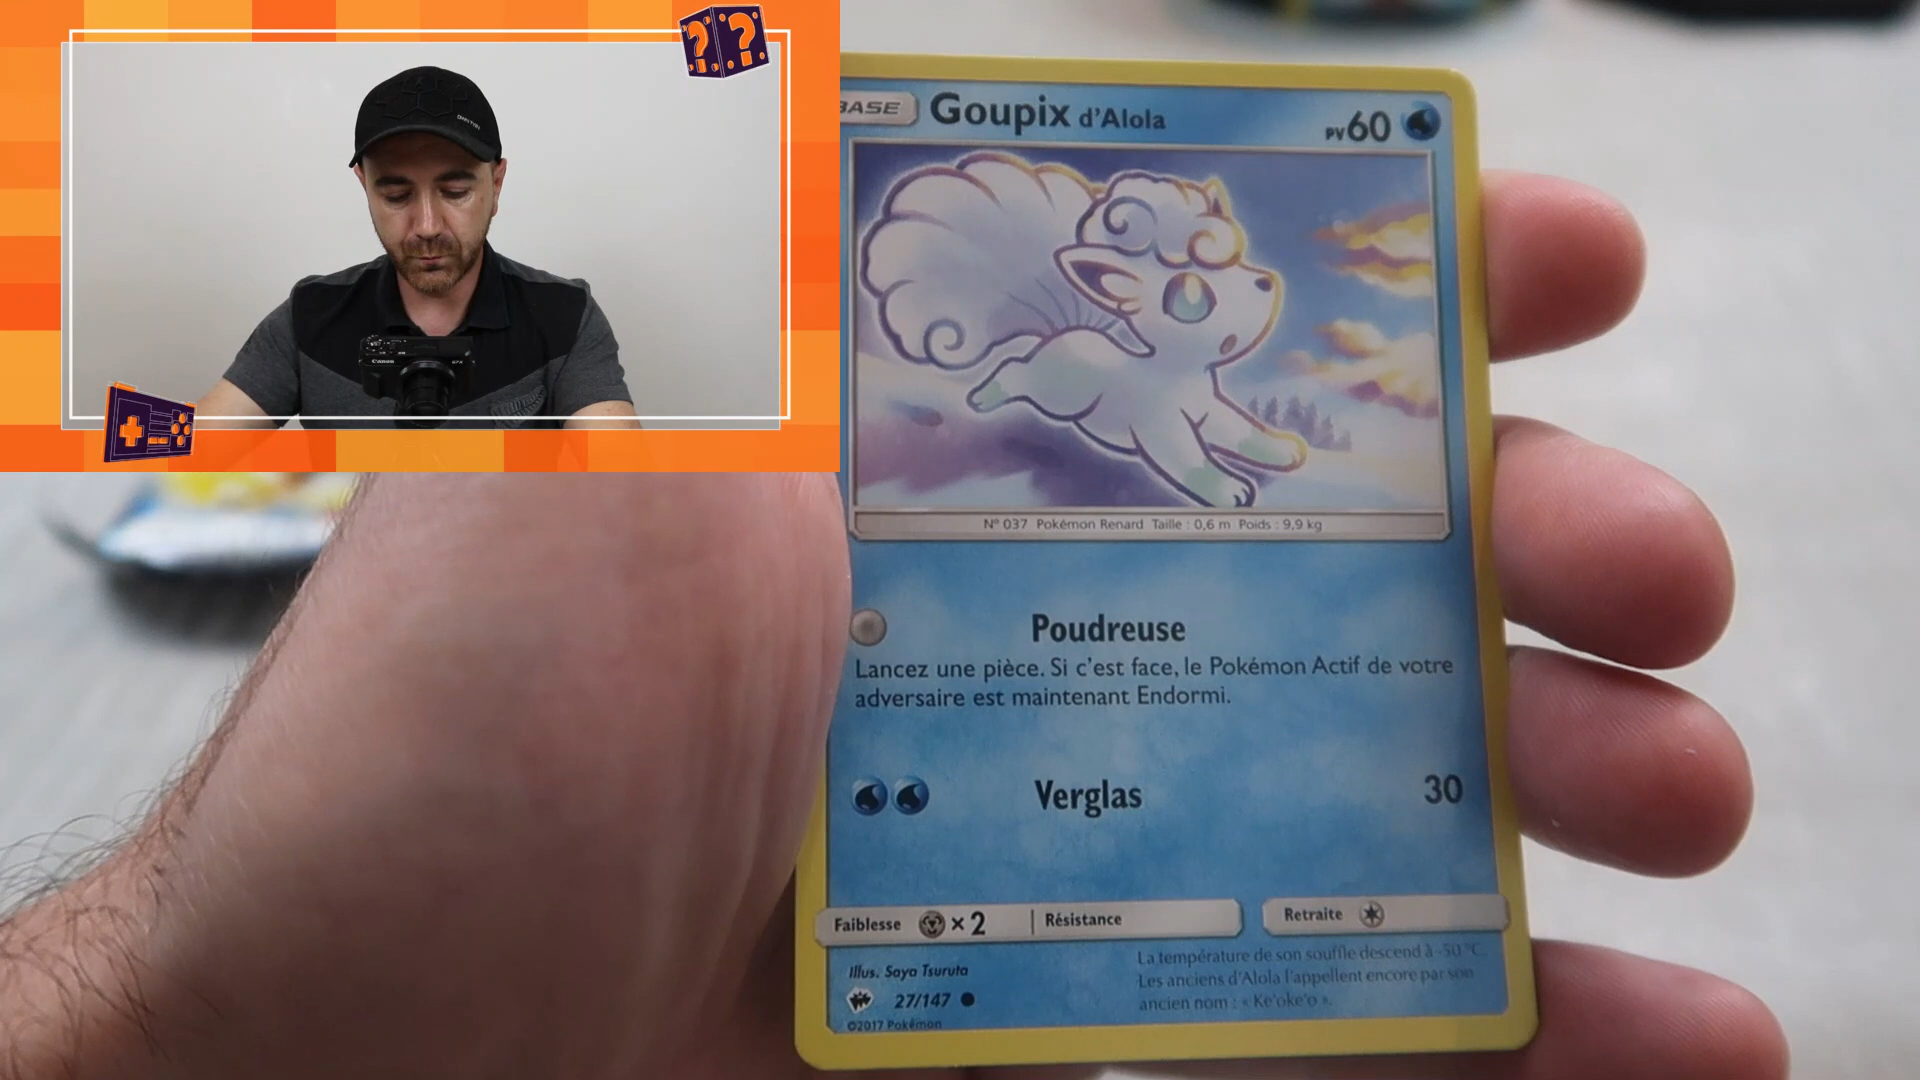 BASE Goupix d'Alola PV60
N° 037 Pokémon Renard Taille : 0,6 m Poids : 9,9 kg
Poudreuse
Lancez une pièce. Si c'est face, le Pokémon Actif de votre
adversaire est maintenant Endormi.
Verglas 30
Faiblesse ×2 Résistance Retraite
La température de son souffle descend à -50 °C.
Les anciens d'Alola l'appellent encore par son
ancien nom : « Ke'oke'o ».
Illus. Saya Tsuruta
27/147
©2017 Pokémon
Canon
G7X
? ?